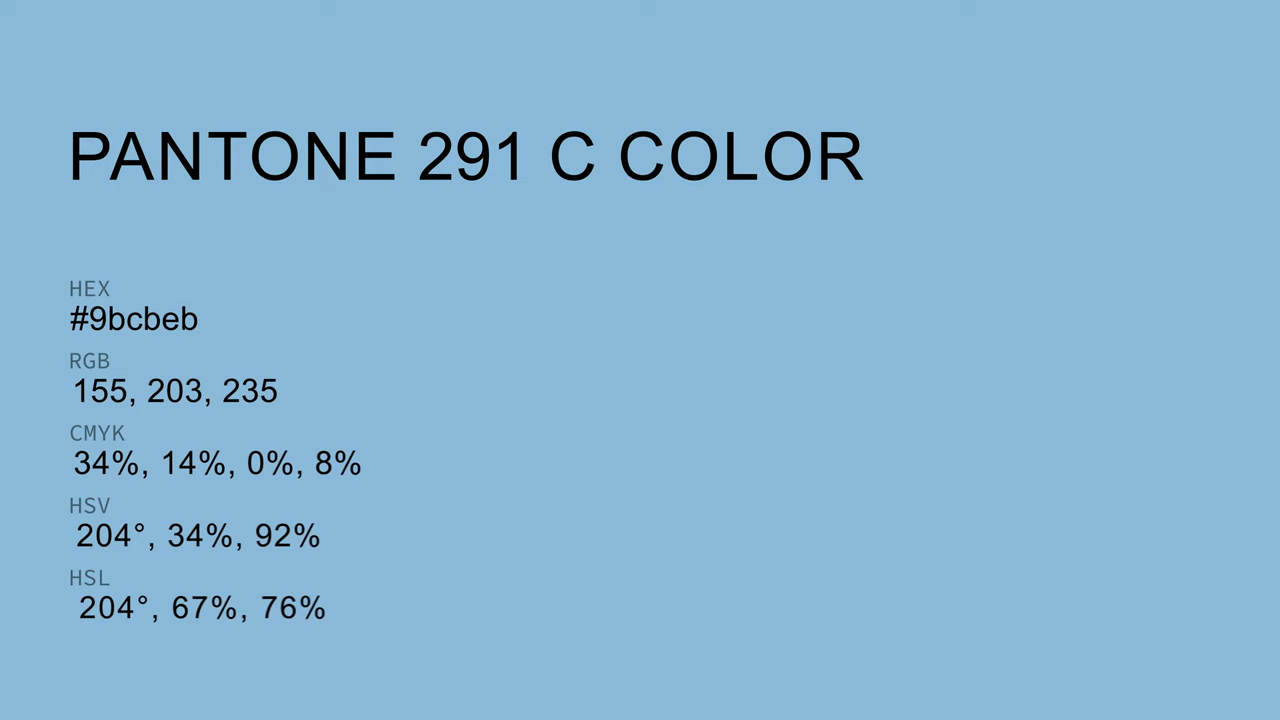 PANTONE 291 C COLOR
HEX
#9bcbeb
RGB
155, 203, 235
CMYK
34%, 14%, 0%, 8%
HSV
204°, 34%, 92%
HSL
204°, 67%, 76%